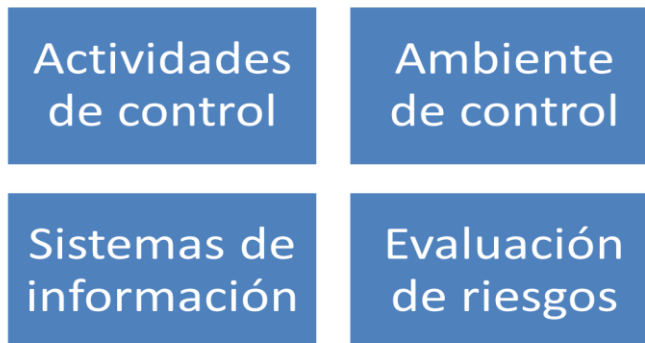 Actividades
de control
Ambiente
de control
Sistemas de
información
Evaluación
de riesgos